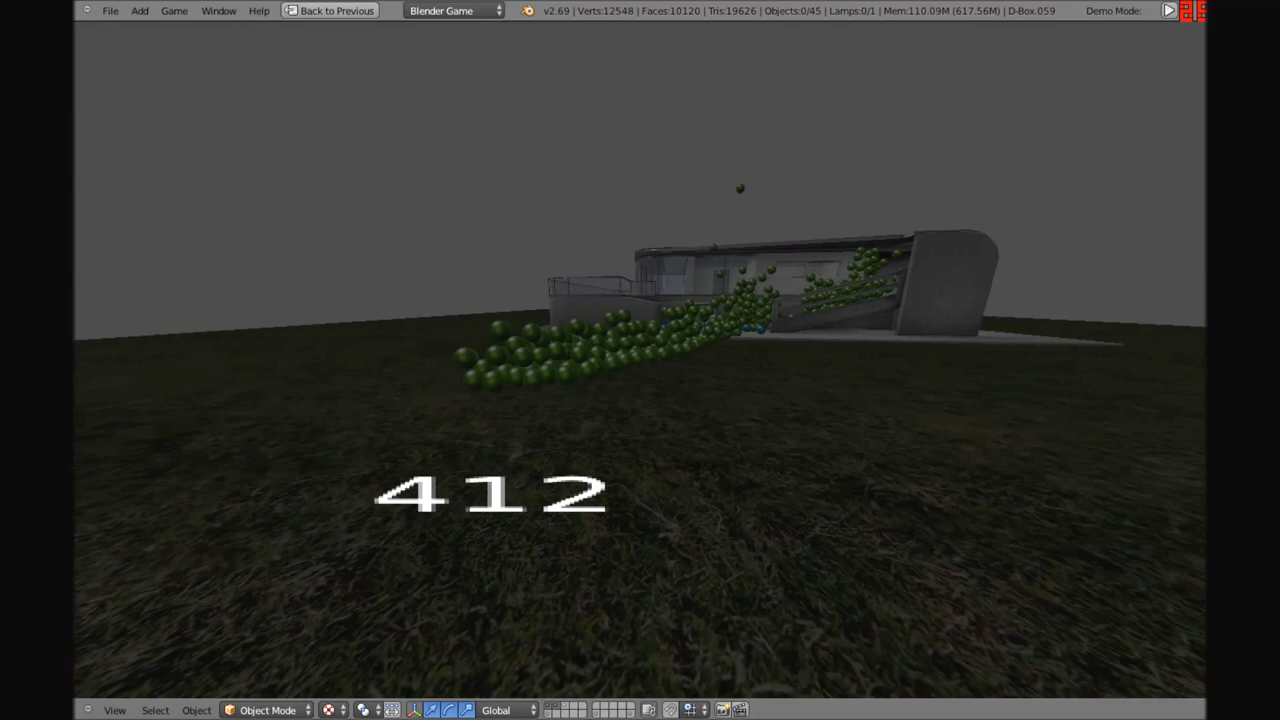 File Add Game Window Help Back to Previous Blender Game v2.69 | Verts:12548 | Faces:10120 | Tris:19626 | Objects:0/45 | Lamps:0/1 | Mem:110.09M (617.56M) | D-Box.059 Demo Mode:
412
View Select Object Object Mode Global